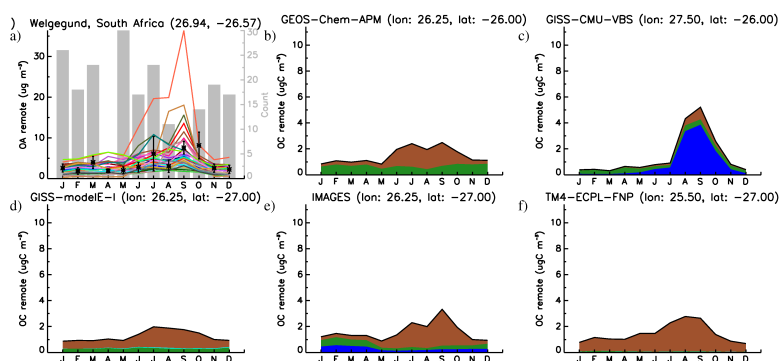 )
Welgegund, South Africa (26.94, -26.57)
a)
OA remote (ug m⁻³)
30
20
10
0
30
25
20
15
10
5
0
Count
J F M A M J J A S O N D
b)
GEOS-Chem-APM (lon: 26.25, lat: -26.00)
OC remote (ugC m⁻³)
10
8
6
4
2
0
J F M A M J J A S O N D
c)
GISS-CMU-VBS (lon: 27.50, lat: -26.00)
OC remote (ugC m⁻³)
10
8
6
4
2
0
J F M A M J J A S O N D
d)
GISS-modelE-I (lon: 26.25, lat: -27.00)
OC remote (ugC m⁻³)
10
8
6
4
2
0
J F M A M J J A S O N D
e)
IMAGES (lon: 26.25, lat: -27.00)
OC remote (ugC m⁻³)
10
8
6
4
2
0
J F M A M J J A S O N D
f)
TM4-ECPL-FNP (lon: 25.50, lat: -27.00)
OC remote (ugC m⁻³)
10
8
6
4
2
0
J F M A M J J A S O N D